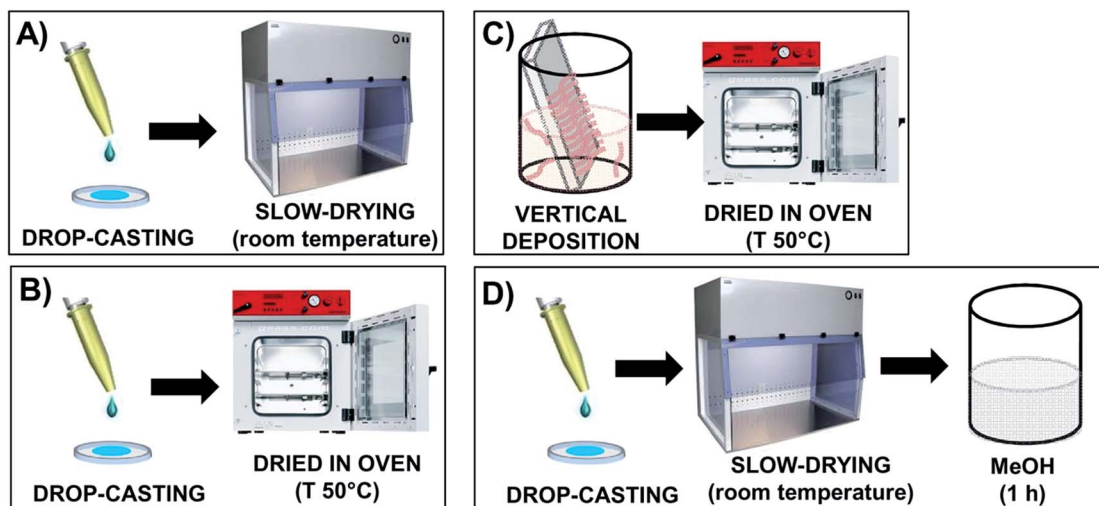 A)
DROP-CASTING
SLOW-DRYING
(room temperature)
B)
DROP-CASTING
DRIED IN OVEN
(T 50°C)
C)
VERTICAL
DEPOSITION
DRIED IN OVEN
(T 50°C)
D)
DROP-CASTING
SLOW-DRYING
(room temperature)
MeOH
(1 h)